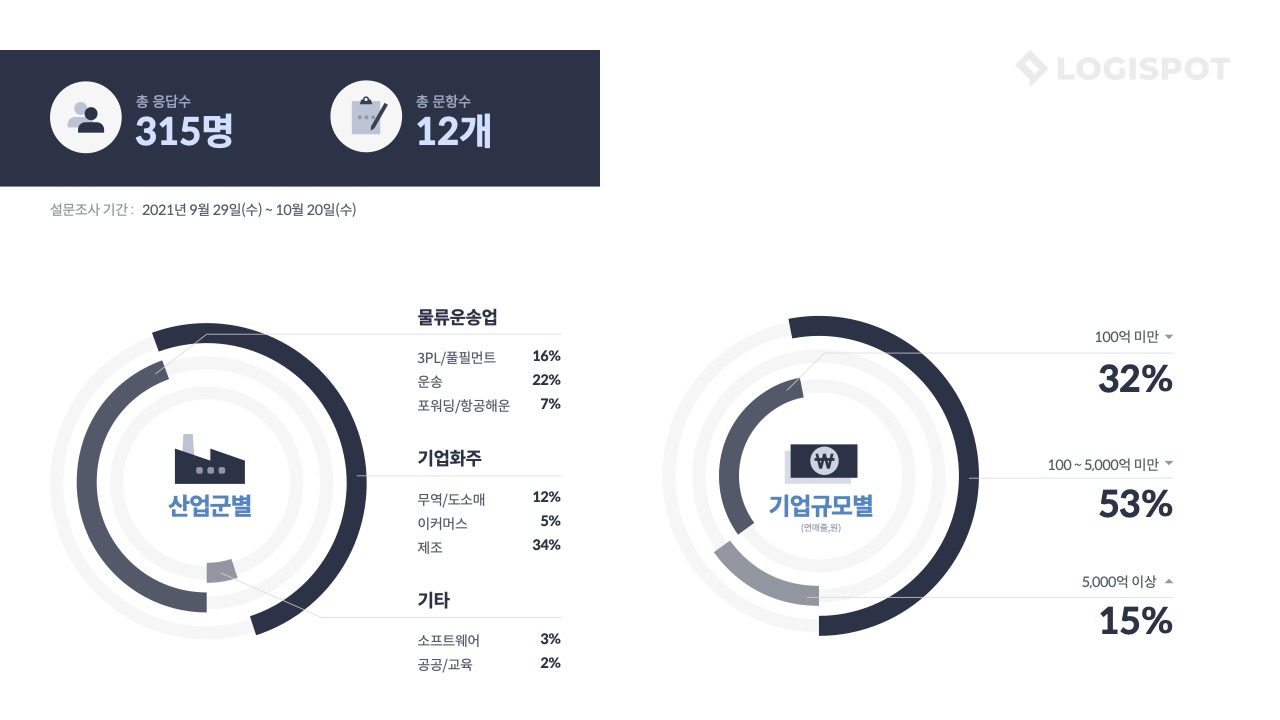 LOGISPOT
총 응답수
315명
총 문항수
12개
설문조사 기간 : 2021년 9월 29일(수) ~ 10월 20일(수)
산업군별
물류운송업
3PL/풀필먼트 16%
운송 22%
포워딩/항공해운 7%
기업화주
무역/도소매 12%
이커머스 5%
제조 34%
기타
소프트웨어 3%
공공/교육 2%
기업규모별
(연매출,원)
100억 미만
32%
100 ~ 5,000억 미만
53%
5,000억 이상
15%